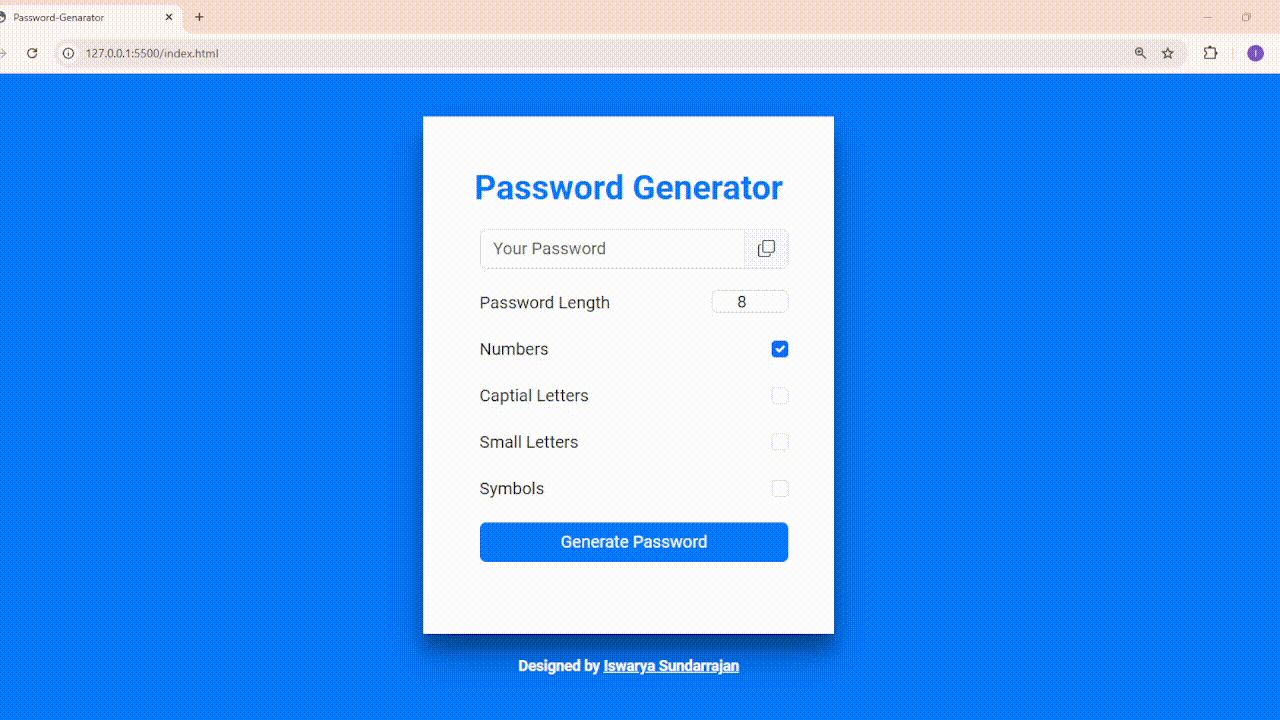 Password-Genarator
127.0.0.1:5500/index.html
I
Password Generator
Your Password
Password Length 8
Numbers
Captial Letters
Small Letters
Symbols
Generate Password
Designed by Iswarya Sundarrajan